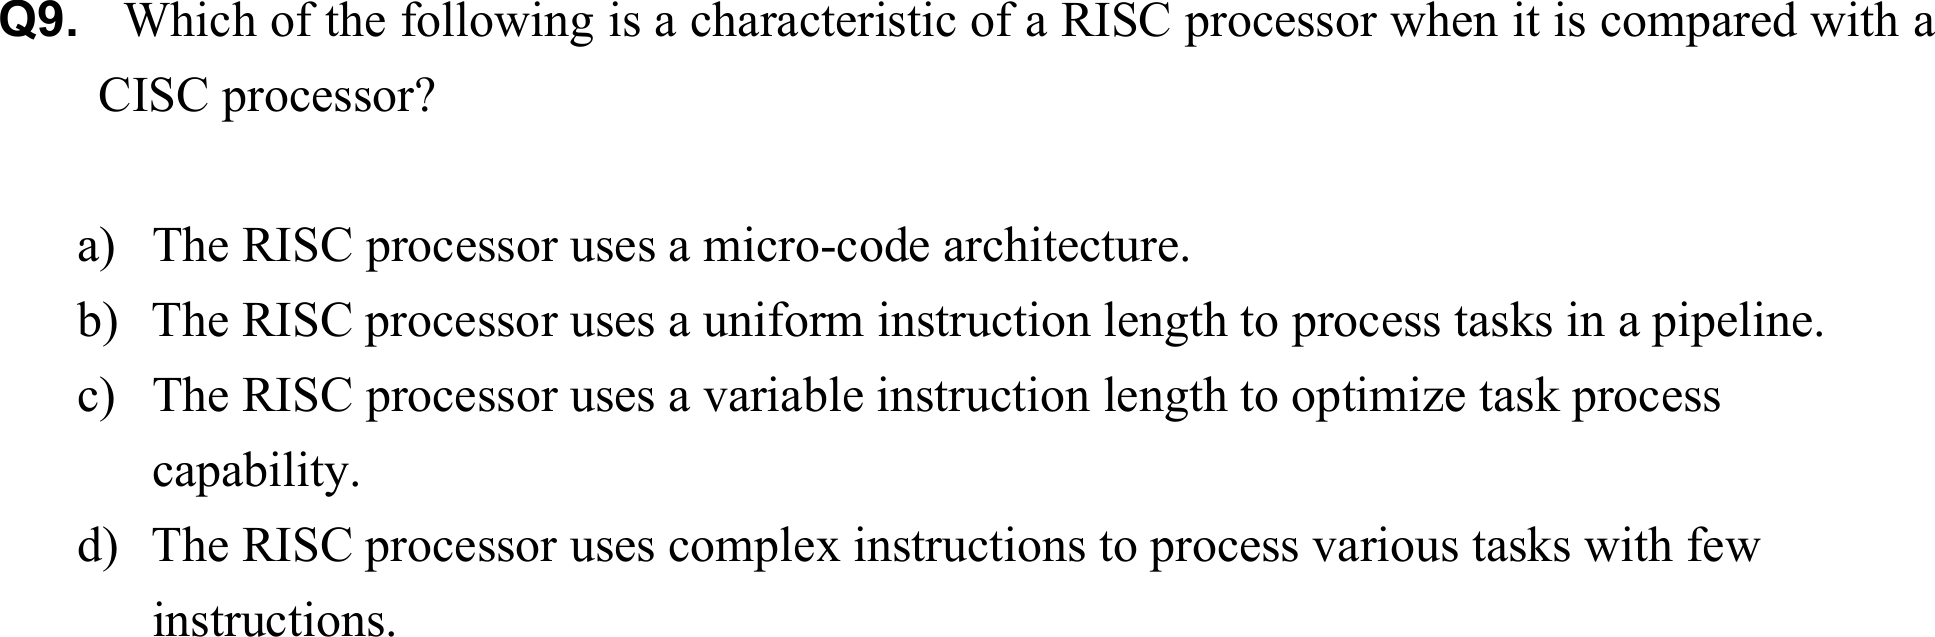 Q9. Which of the following is a characteristic of a RISC processor when it is compared with a
CISC processor?
a) The RISC processor uses a micro-code architecture.
b) The RISC processor uses a uniform instruction length to process tasks in a pipeline.
c) The RISC processor uses a variable instruction length to optimize task process
capability.
d) The RISC processor uses complex instructions to process various tasks with few
instructions.